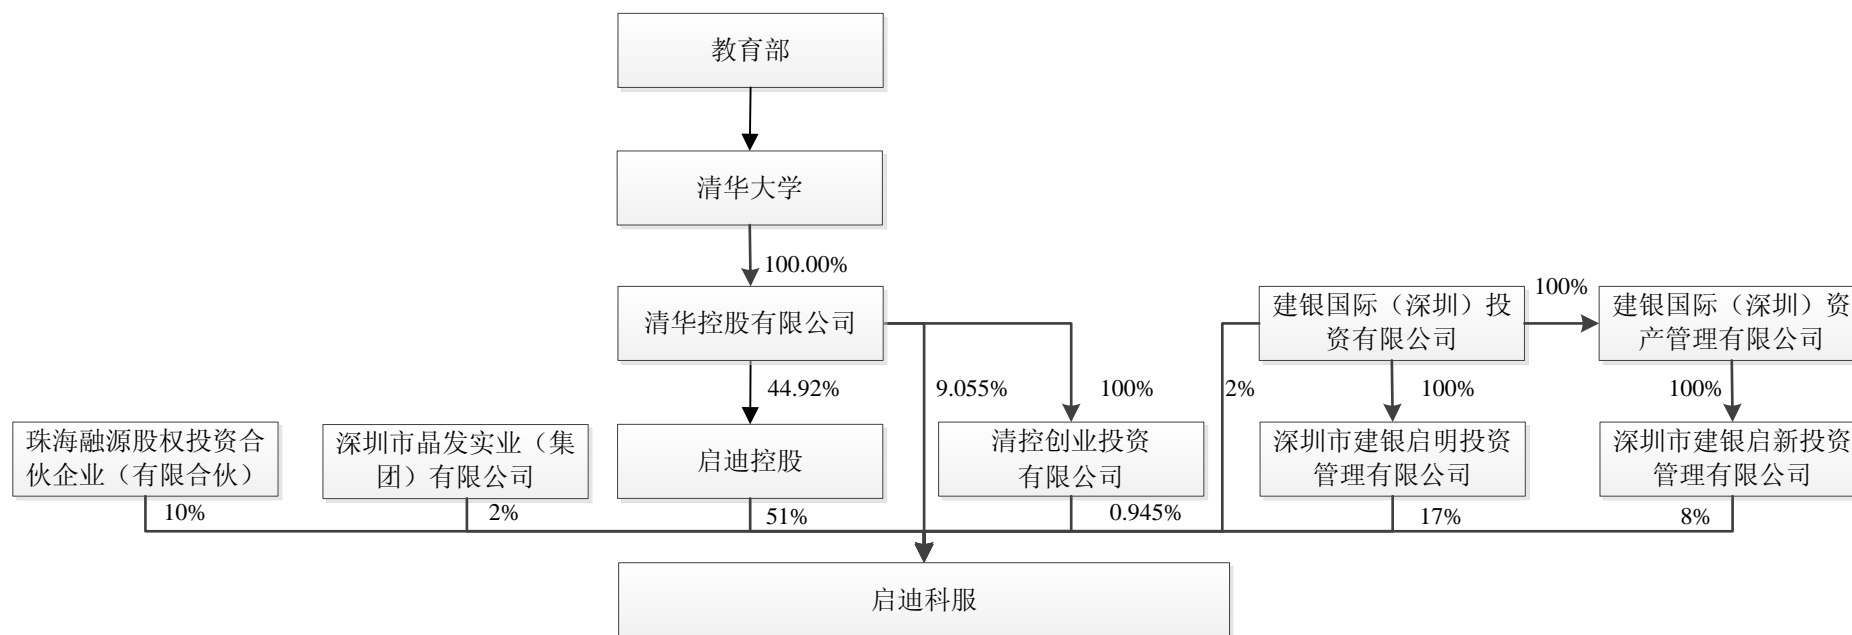 教育部
清华大学
100.00%
清华控股有限公司
建银国际（深圳）投
资有限公司
100%
建银国际（深圳）资
产管理有限公司
44.92%
9.055%
100%
2%
100%
100%
珠海融源股权投资合
伙企业（有限合伙）
深圳市晶发实业（集
团）有限公司
启迪控股
清控创业投资
有限公司
深圳市建银启明投资
管理有限公司
深圳市建银启新投资
管理有限公司
10%
2%
51%
0.945%
17%
8%
启迪科服